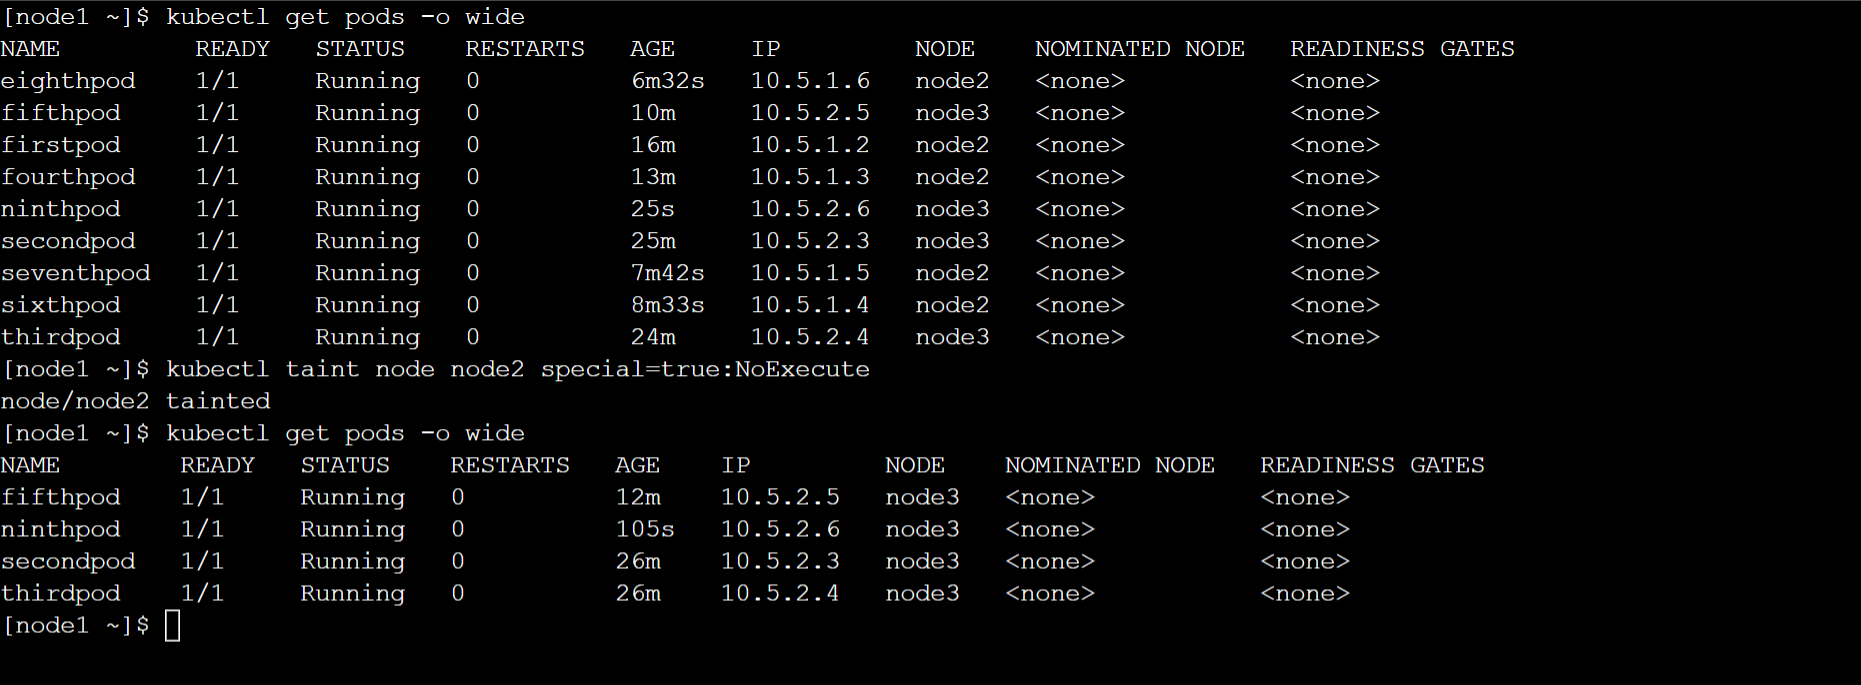 [node1 ~]$ kubectl get pods -o wide
NAME READY STATUS RESTARTS AGE IP NODE NOMINATED NODE READINESS GATES
eighthpod 1/1 Running 0 6m32s 10.5.1.6 node2 <none> <none>
fifthpod 1/1 Running 0 10m 10.5.2.5 node3 <none> <none>
firstpod 1/1 Running 0 16m 10.5.1.2 node2 <none> <none>
fourthpod 1/1 Running 0 13m 10.5.1.3 node2 <none> <none>
ninthpod 1/1 Running 0 25s 10.5.2.6 node3 <none> <none>
secondpod 1/1 Running 0 25m 10.5.2.3 node3 <none> <none>
seventhpod 1/1 Running 0 7m42s 10.5.1.5 node2 <none> <none>
sixthpod 1/1 Running 0 8m33s 10.5.1.4 node2 <none> <none>
thirdpod 1/1 Running 0 24m 10.5.2.4 node3 <none> <none>
[node1 ~]$ kubectl taint node node2 special=true:NoExecute
node/node2 tainted
[node1 ~]$ kubectl get pods -o wide
NAME READY STATUS RESTARTS AGE IP NODE NOMINATED NODE READINESS GATES
fifthpod 1/1 Running 0 12m 10.5.2.5 node3 <none> <none>
ninthpod 1/1 Running 0 105s 10.5.2.6 node3 <none> <none>
secondpod 1/1 Running 0 26m 10.5.2.3 node3 <none> <none>
thirdpod 1/1 Running 0 26m 10.5.2.4 node3 <none> <none>
[node1 ~]$